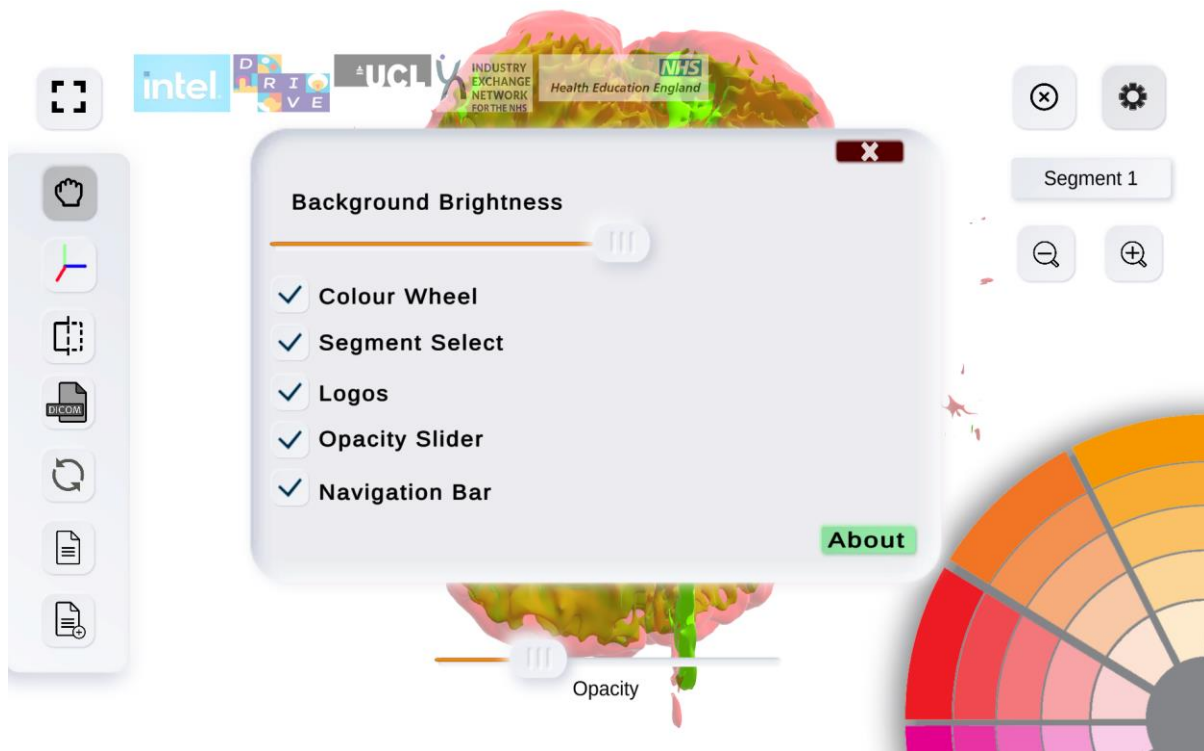 intel
DRIVE
UCL
INDUSTRY
EXCHANGE
NETWORK
FOR THE NHS
NHS
Health Education England
Segment 1
Background Brightness
Colour Wheel
Segment Select
Logos
Opacity Slider
Navigation Bar
DICOM
About
Opacity